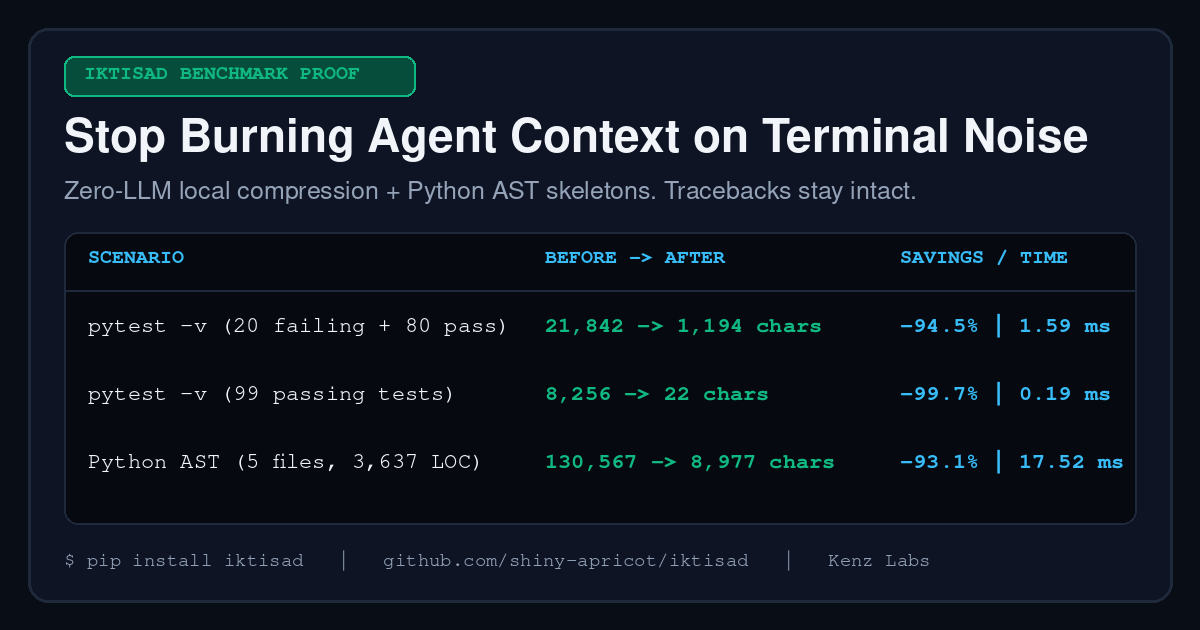 IKTISAD BENCHMARK PROOF
Stop Burning Agent Context on Terminal Noise
Zero-LLM local compression + Python AST skeletons. Tracebacks stay intact.
SCENARIO BEFORE -> AFTER SAVINGS / TIME
pytest -v (20 failing + 80 pass) 21,842 -> 1,194 chars -94.5% | 1.59 ms
pytest -v (99 passing tests) 8,256 -> 22 chars -99.7% | 0.19 ms
Python AST (5 files, 3,637 LOC) 130,567 -> 8,977 chars -93.1% | 17.52 ms
$ pip install iktisad | github.com/shiny-apricot/iktisad | Kenz Labs